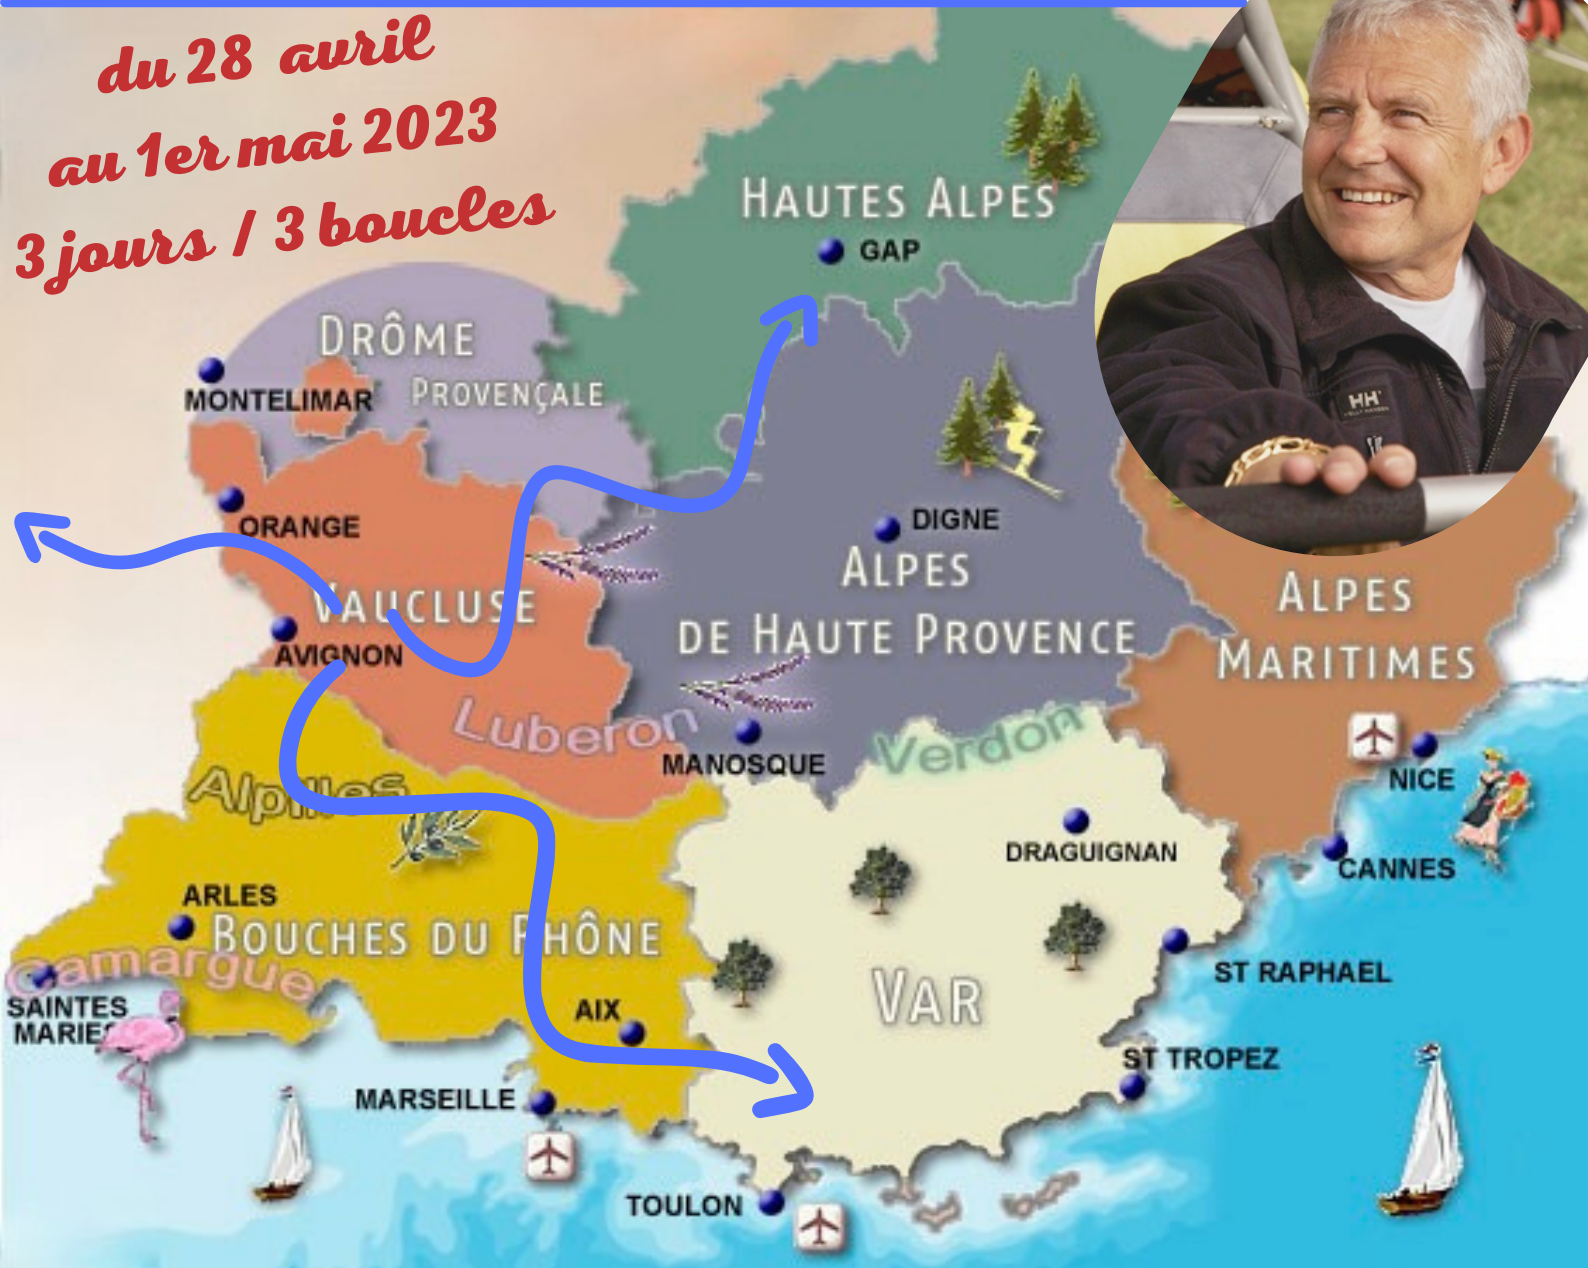 du 28 avril
au 1er mai 2023
3 jours / 3 boucles
HAUTES ALPES
GAP
DRÔME
PROVENÇALE
MONTELIMAR
HH
ORANGE
DIGNE
ALPES
DE HAUTE PROVENCE
VAUCLUSE
ALPES
MARITIMES
AVIGNON
Luberon
MANOSQUE
Verdon
NICE
Alpilles
DRAGUIGNAN
CANNES
ARLES
BOUCHES DU RHÔNE
Camargue
SAINTES
MARIES
ST RAPHAEL
VAR
AIX
ST TROPEZ
MARSEILLE
TOULON